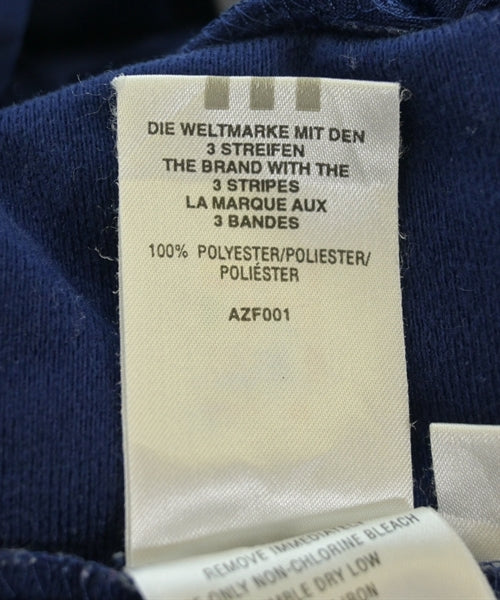 DIE WELTMARKE MIT DEN
3 STREIFEN
THE BRAND WITH THE
3 STRIPES
LA MARQUE AUX
3 BANDES
100% POLYESTER/POLIESTER/
POLIÉSTER
AZF001
REMOVE IMMEDIATELY
ONLY NON-CHLORINE BLEACH
DRY LOW